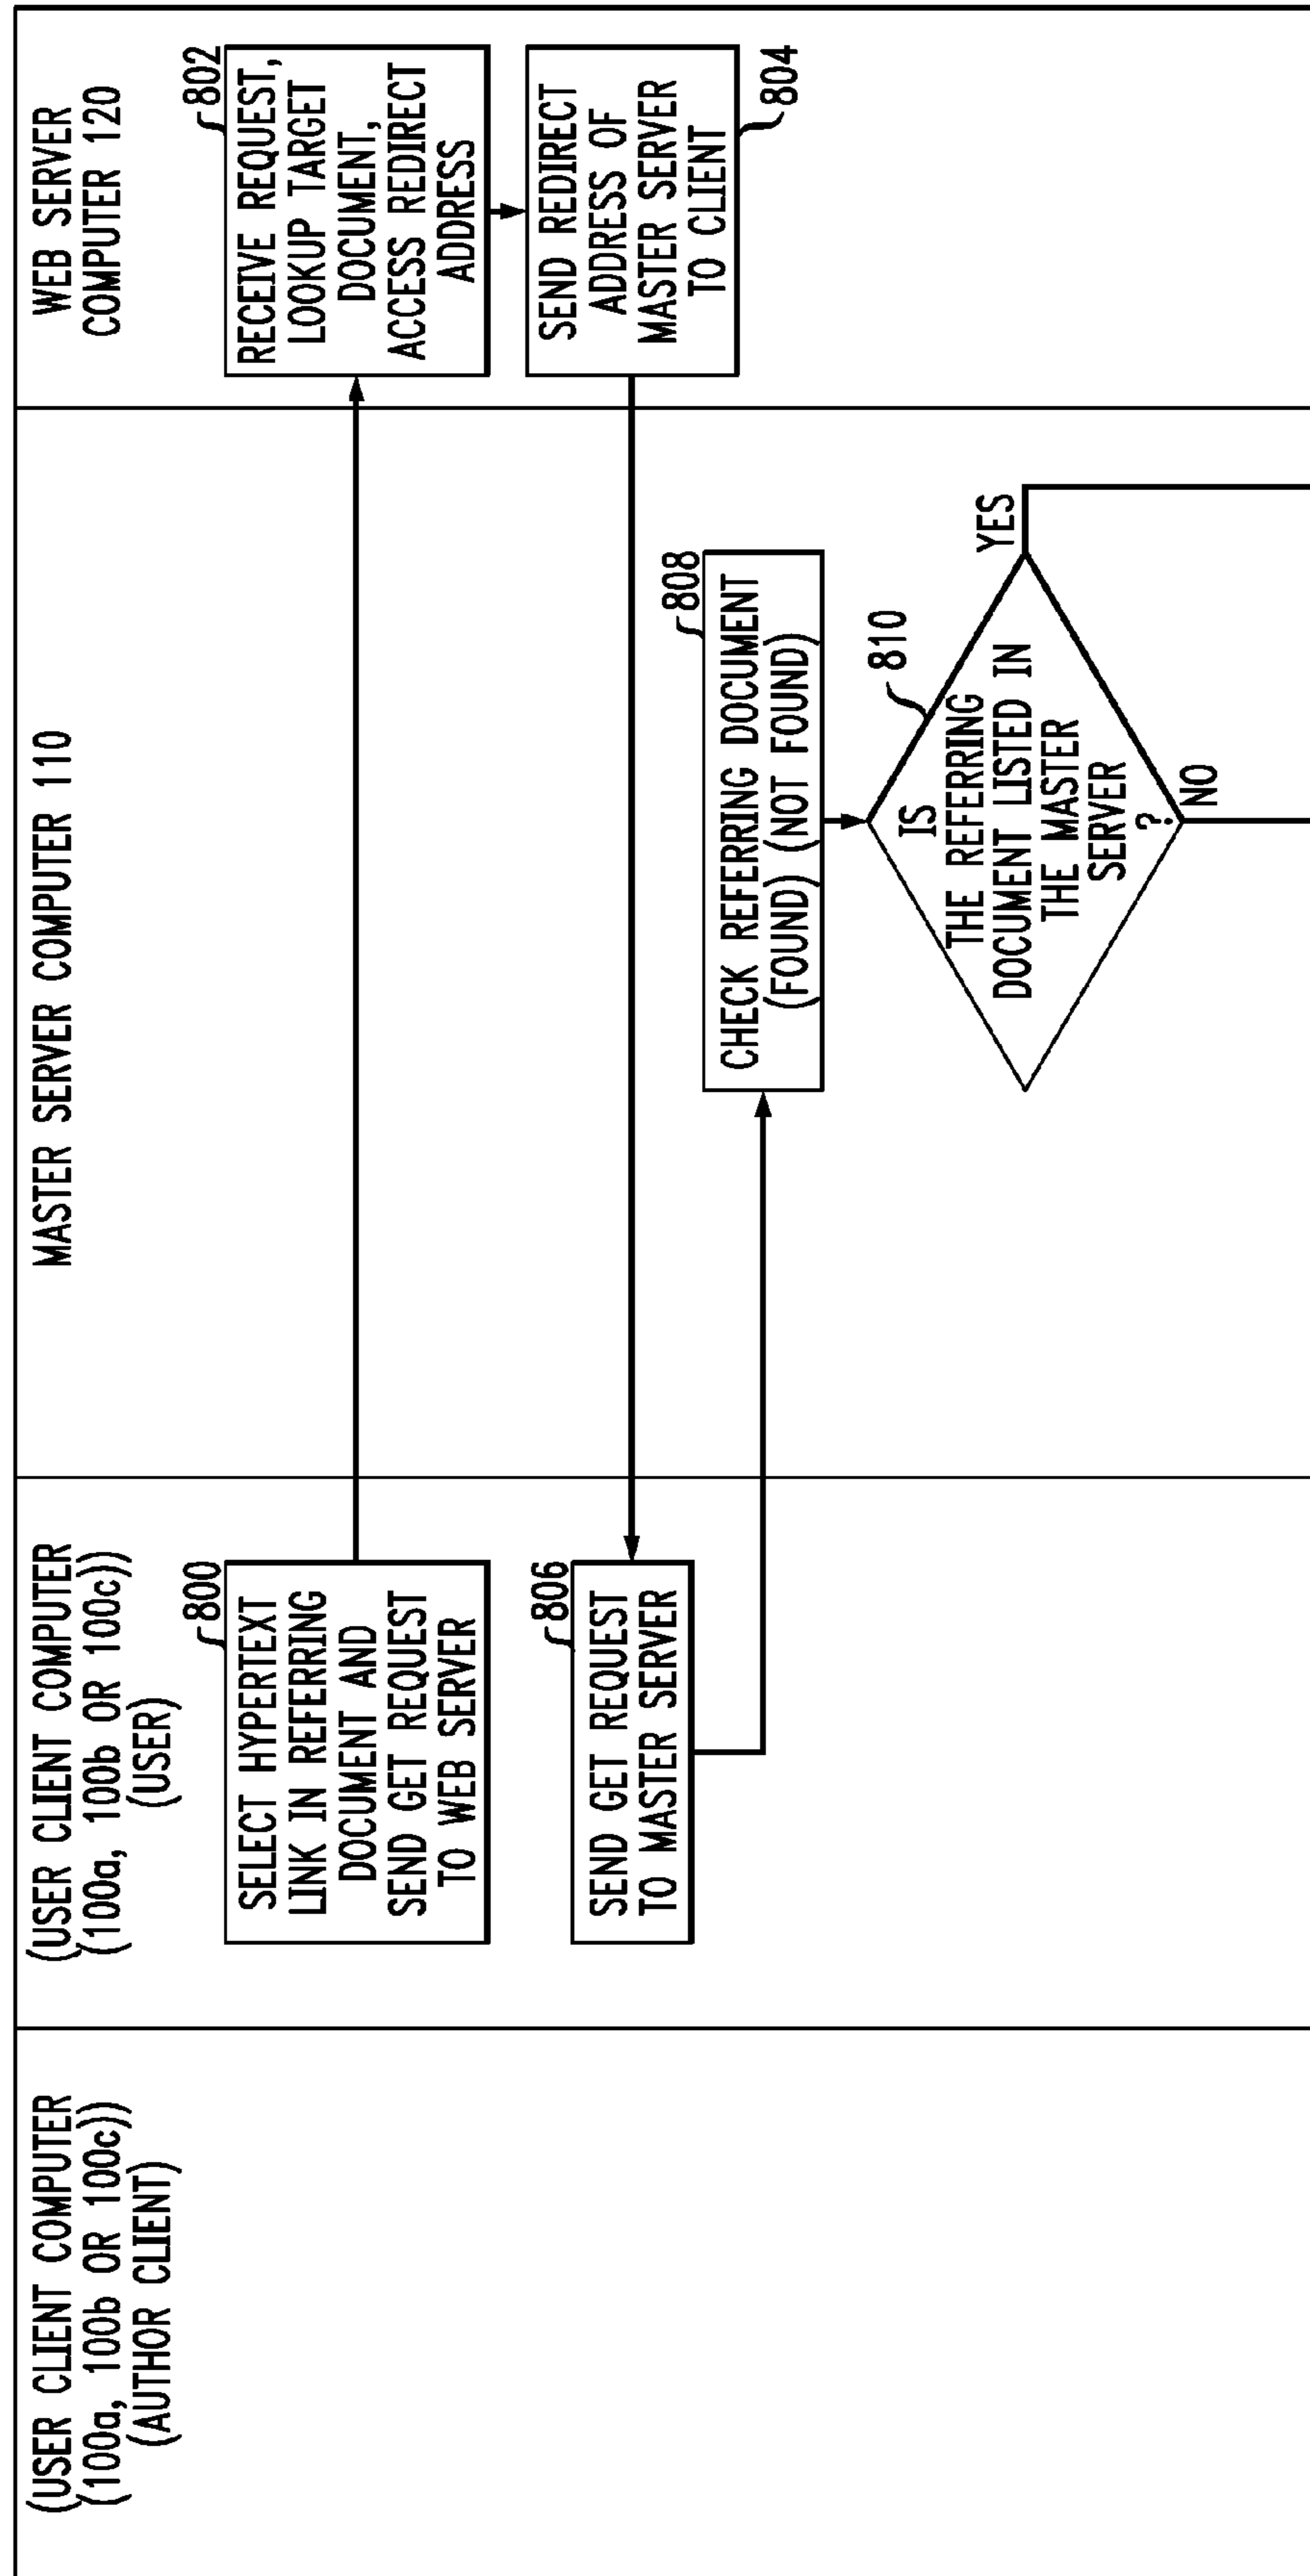 (USER CLIENT COMPUTER
(100a, 100b OR 100c))
(AUTHOR CLIENT)
(USER CLIENT COMPUTER
(100a, 100b OR 100c))
(USER)
MASTER SERVER COMPUTER 110
WEB SERVER
COMPUTER 120
800
SELECT HYPERTEXT
LINK IN REFERRING
DOCUMENT AND
SEND GET REQUEST
TO WEB SERVER
802
RECEIVE REQUEST,
LOOKUP TARGET
DOCUMENT,
ACCESS REDIRECT
ADDRESS
SEND REDIRECT
ADDRESS OF
MASTER SERVER
TO CLIENT
804
806
SEND GET REQUEST
TO MASTER SERVER
808
CHECK REFERRING DOCUMENT
(FOUND) (NOT FOUND)
810
IS
THE REFERRING
DOCUMENT LISTED IN
THE MASTER
SERVER
?
YES
NO